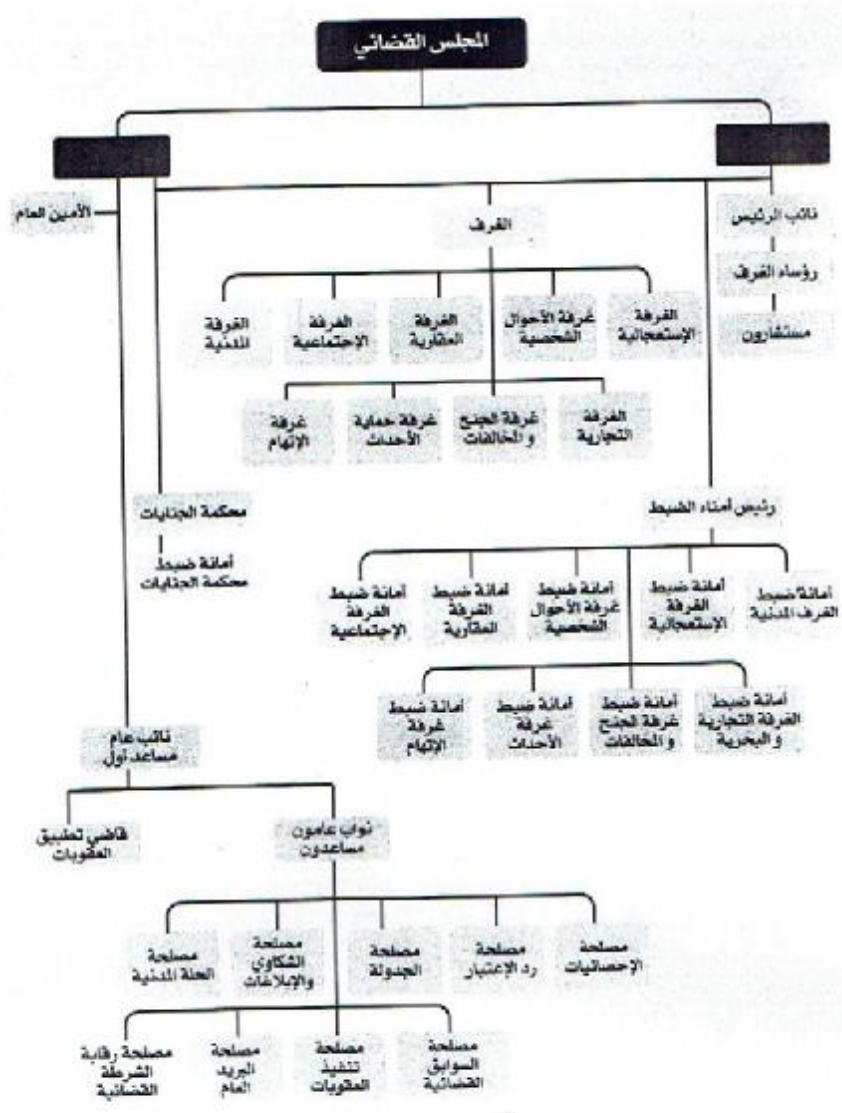 المجلس القضائي
نائب الرئيس
رؤساء الغرف
مستشارون
الأمين العام
الغرف
الغرفة
الإستعجالية
غرفة الأحوال
الشخصية
الغرفة
العقارية
الغرفة
الإجتماعية
الغرفة
المدنية
الغرفة
التجارية
غرفة الجنح
و المخالفات
غرفة حماية
الأحداث
غرفة
الإتهام
رئيس أمناء الضبط
محكمة الجنايات
أمانة ضبط
محكمة الجنايات
أمانة ضبط
الغرف المدنية
أمانة ضبط
الغرفة
الإستعجالية
أمانة ضبط
غرفة الأحوال
الشخصية
أمانة ضبط
الغرفة
العقارية
أمانة ضبط
الغرفة
الإجتماعية
أمانة ضبط
الغرفة التجارية
و البحرية
أمانة ضبط
غرفة الجنح
و المخالفات
أمانة ضبط
غرفة
الأحداث
أمانة ضبط
غرفة
الإتهام
نائب عام
مساعد أول
نواب عامون
مساعدون
قاضي تطبيق
العقوبات
مصلحة
الإحصائيات
مصلحة
رد الإعتبار
مصلحة
الجدولة
مصلحة
الشكاوي
والإبلاغات
مصلحة
الحالة المدنية
مصلحة
السوابق
القضائية
مصلحة
تنفيذ
العقوبات
مصلحة
البريد
العام
مصلحة رقابة
الشرطة
القضائية